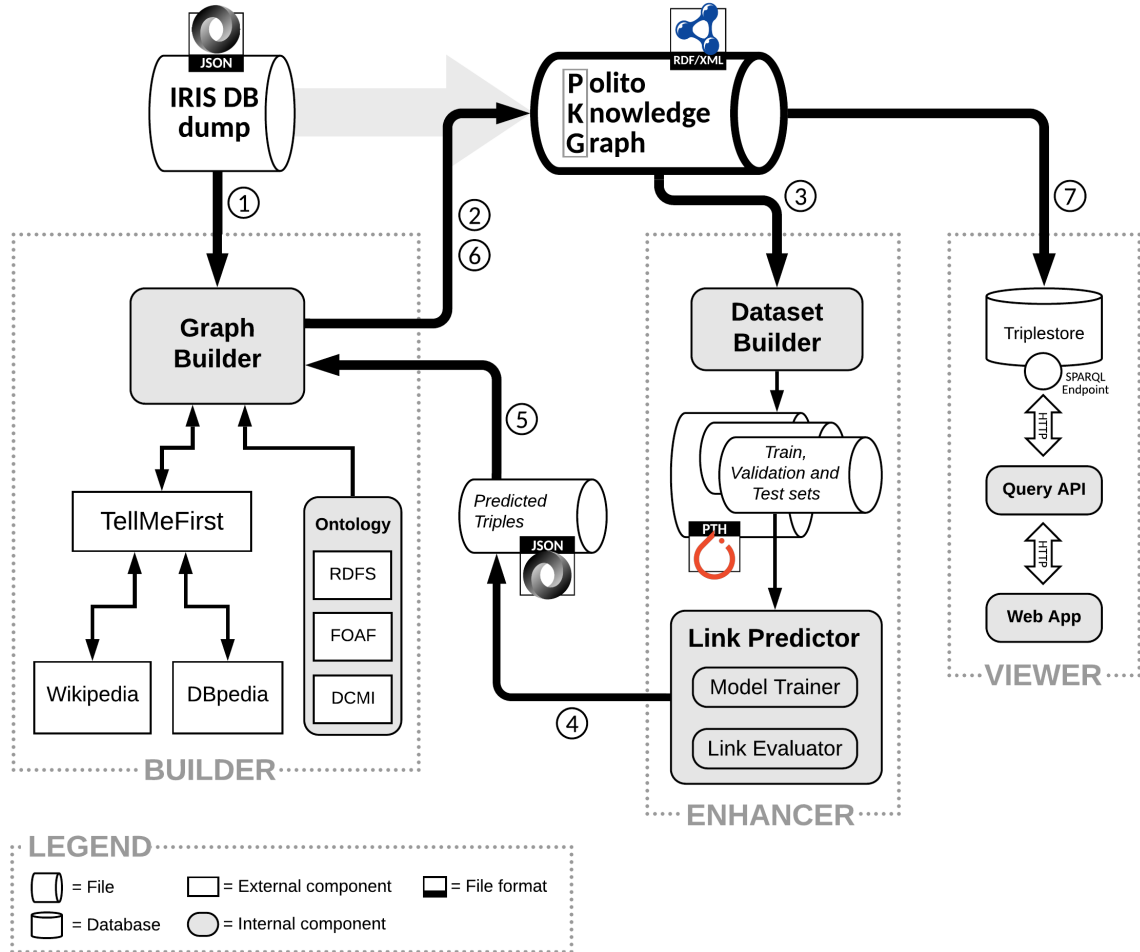 JSON
IRIS DB
dump
RDF/XML
Polito
Knowledge
Graph
1
2
6
3
7
Graph
Builder
Dataset
Builder
Triplestore
SPARQL
Endpoint
HTTP
Query API
HTTP
Web App
VIEWER
5
Train,
Validation and
Test sets
PTH
Predicted
Triples
JSON
TellMeFirst
Ontology
RDFS
FOAF
DCMI
Wikipedia
DBpedia
BUILDER
4
Link Predictor
Model Trainer
Link Evaluator
ENHANCER
LEGEND
= File
= External component
= File format
= Database
= Internal component